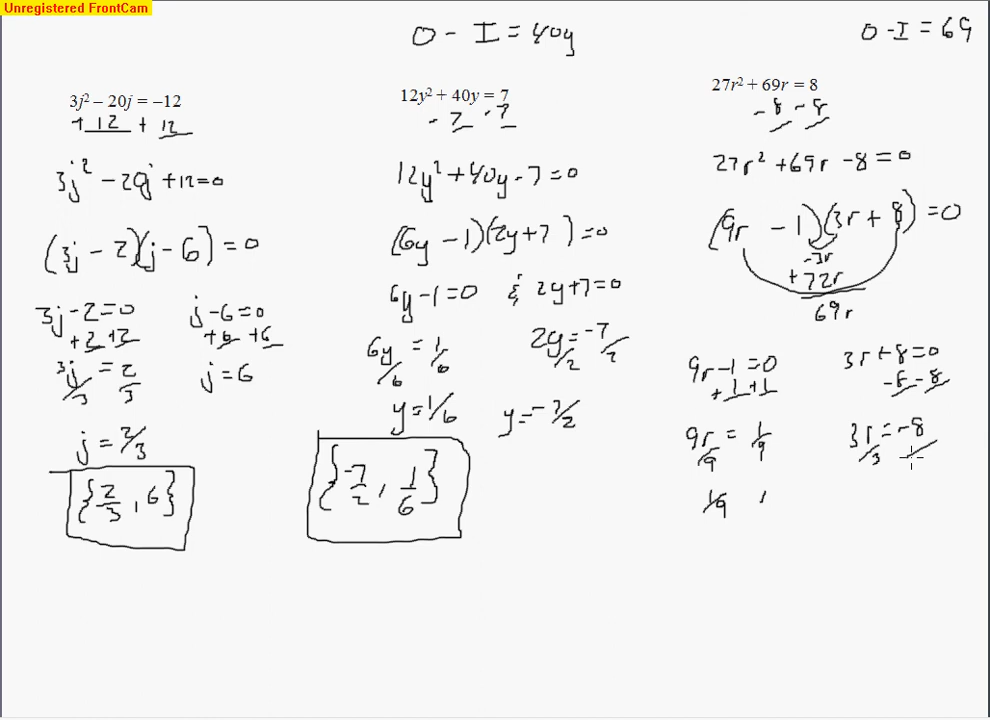 Unregistered FrontCam
O - I = 40y
O - I = 69
3j² – 20j = –12
+ 12 + 12
3j² - 20j + 12 = 0
(3j - 2)(j - 6) = 0
3j - 2 = 0
j - 6 = 0
+2 +2
+6 +6
3j/3 = 2/3
j = 6
j = 2/3
{2/3, 6}
12y² + 40y = 7
- 7 - 7
12y² + 40y - 7 = 0
(6y - 1)(2y + 7) = 0
6y - 1 = 0 & 2y + 7 = 0
6y/6 = 1/6
2y/2 = -7/2
y = 1/6
y = -7/2
{-7/2, 1/6}
27r² + 69r = 8
- 8 - 8
27r² + 69r - 8 = 0
(9r - 1)(3r + 8) = 0
-3r
+72r
69r
9r - 1 = 0
3r + 8 = 0
+1 +1
-8 -8
9r/9 = 1/9
3r/3 = -8/
1/9 ,